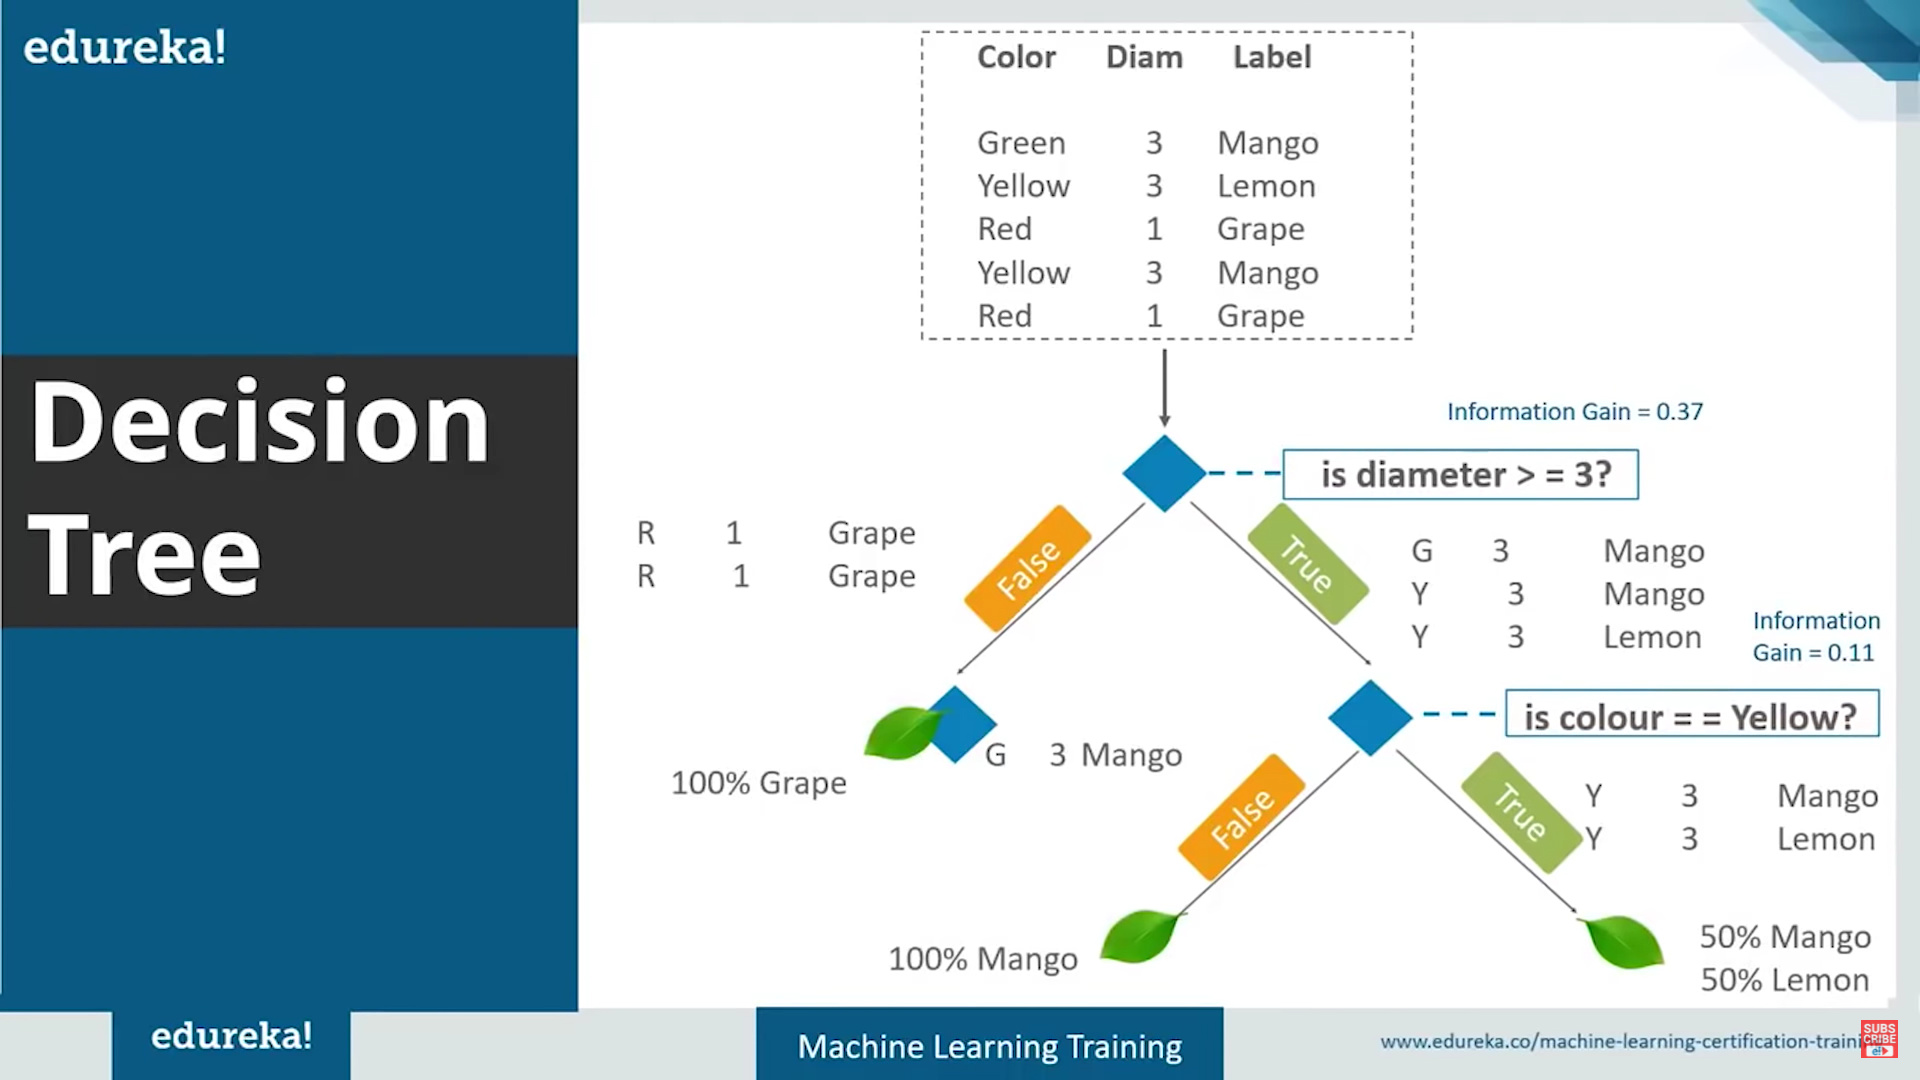 edureka!
Decision
Tree
Color Diam Label
Green 3 Mango
Yellow 3 Lemon
Red 1 Grape
Yellow 3 Mango
Red 1 Grape
Information Gain = 0.37
is diameter > = 3?
R 1 Grape
R 1 Grape
False
True
G 3 Mango
Y 3 Mango
Y 3 Lemon
Information
Gain = 0.11
is colour = = Yellow?
G 3 Mango
100% Grape
False
True
Y 3 Mango
Y 3 Lemon
100% Mango
50% Mango
50% Lemon
edureka!
Machine Learning Training
www.edureka.co/machine-learning-certification-traini
SUBS
CRIBE
e!